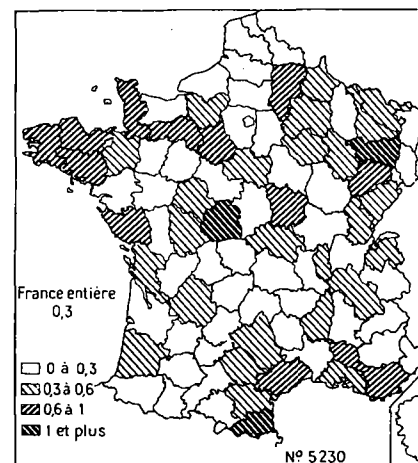 France entière
0,3
0 à 0,3
0,3 à 0,6
0,6 à 1
1 et plus
Nº 5230